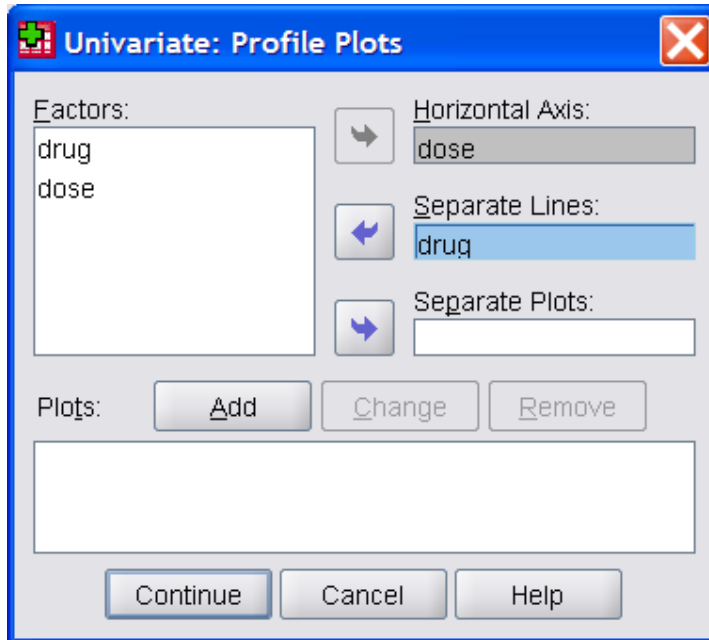 Univariate: Profile Plots
Factors:
drug
dose
Horizontal Axis:
dose
Separate Lines:
drug
Separate Plots:
Plots: Add Change Remove
Continue Cancel Help